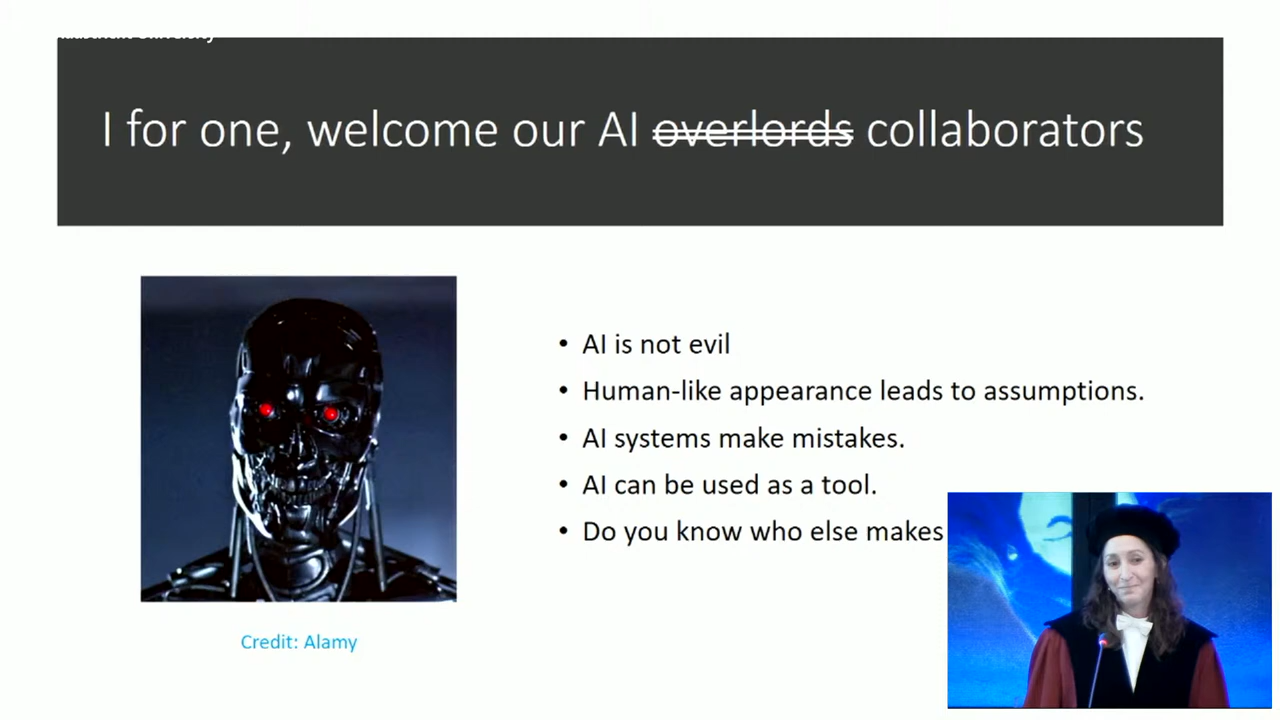 I for one, welcome our AI overlords collaborators
• AI is not evil
• Human-like appearance leads to assumptions.
• AI systems make mistakes.
• AI can be used as a tool.
• Do you know who else makes
Credit: Alamy